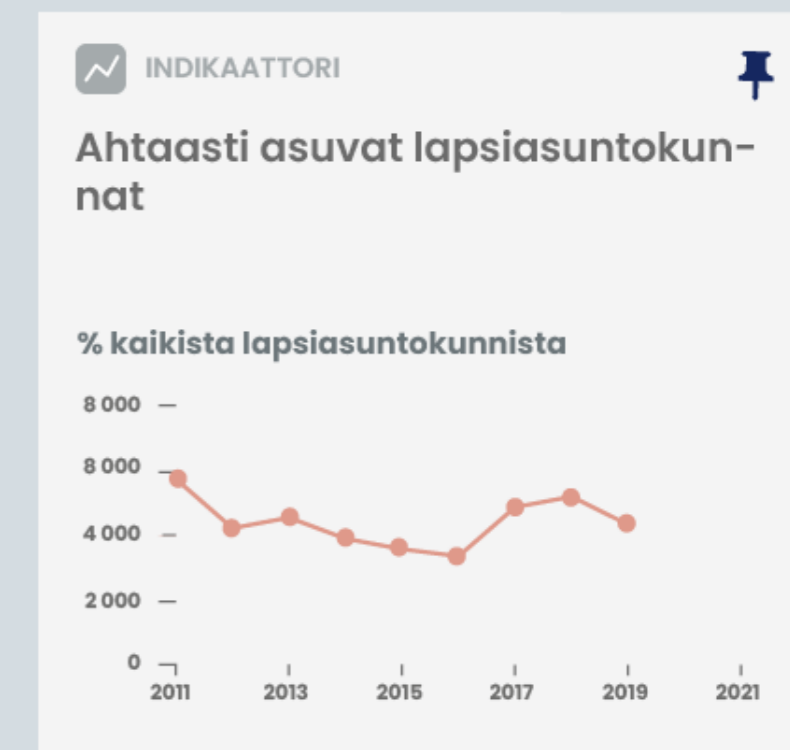 INDIKAATTORI
Ahtaasti asuvat lapsiasuntokun-
nat
% kaikista lapsiasuntokunnista
8 000
8 000
4 000
2 000
0
2011 2013 2015 2017 2019 2021